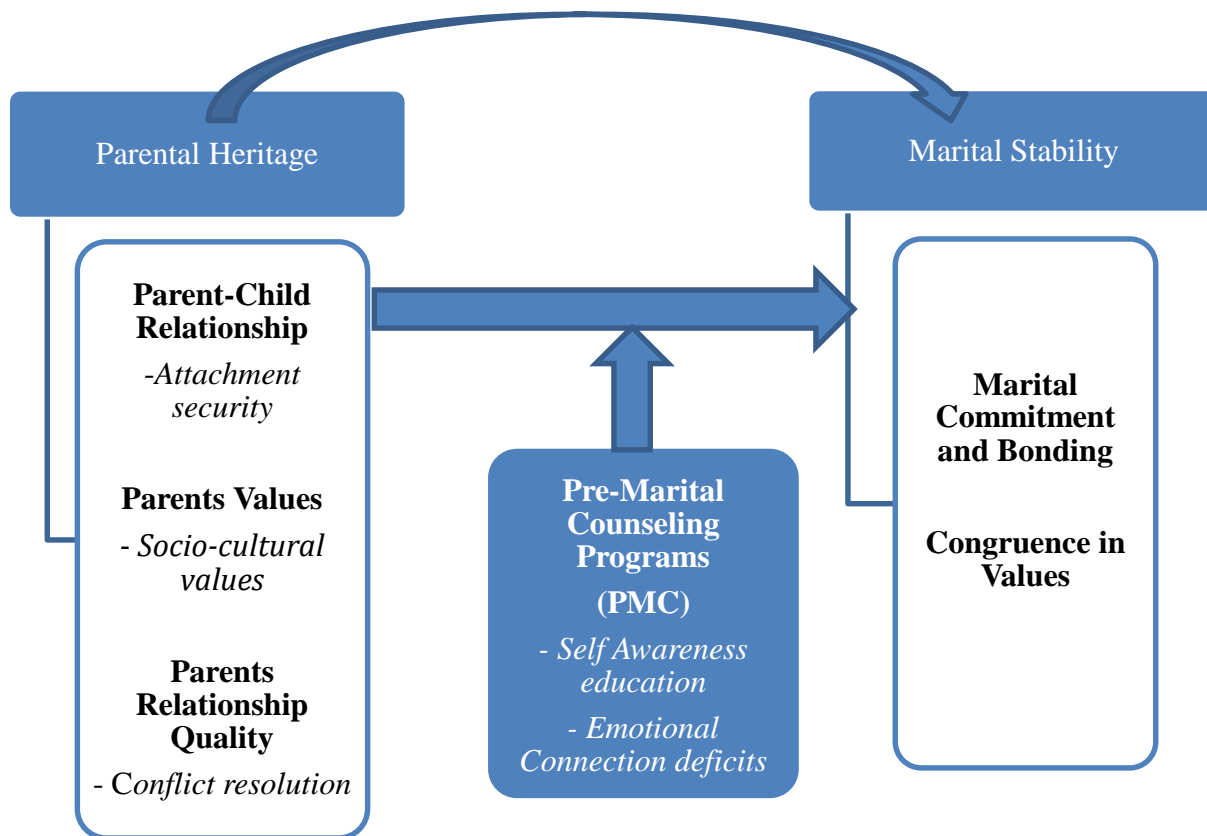 Parental Heritage
Marital Stability
Parent-Child
Relationship
-Attachment
security
Parents Values
- Socio-cultural
values
Parents
Relationship
Quality
- Conflict resolution
Pre-Marital
Counseling
Programs
(PMC)
- Self Awareness
education
- Emotional
Connection deficits
Marital
Commitment
and Bonding
Congruence in
Values